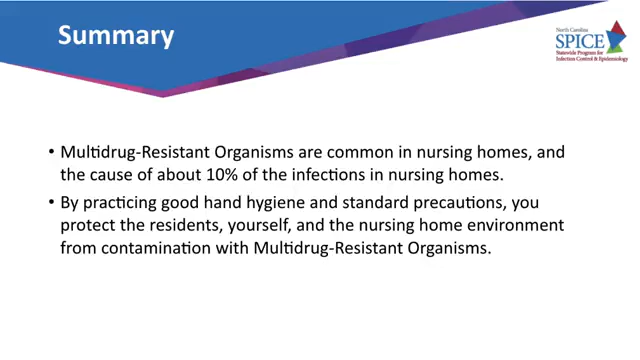 Summary
North Carolina
SPICE
Statewide Program for
Infection Control & Epidemiology
• Multidrug-Resistant Organisms are common in nursing homes, and
the cause of about 10% of the infections in nursing homes.
• By practicing good hand hygiene and standard precautions, you
protect the residents, yourself, and the nursing home environment
from contamination with Multidrug-Resistant Organisms.